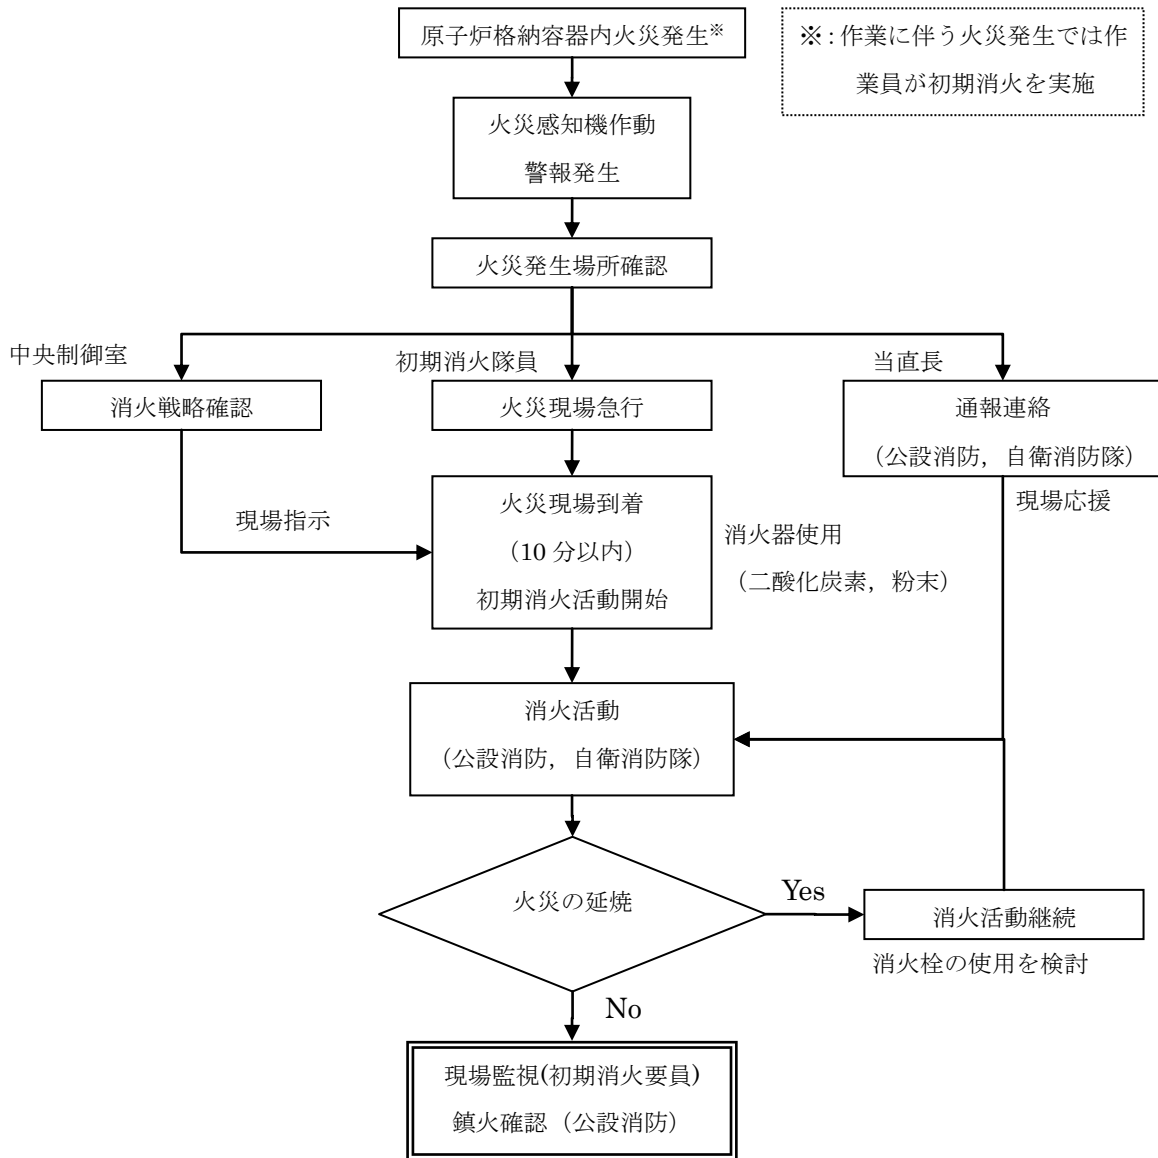 原子炉格納容器内火災発生※
※:作業に伴う火災発生では作
業員が初期消火を実施
火災感知機作動
警報発生
火災発生場所確認
中央制御室
初期消火隊員
当直長
消火戦略確認
火災現場急行
通報連絡
(公設消防,自衛消防隊)
現場応援
現場指示
火災現場到着
(10 分以内)
初期消火活動開始
消火器使用
(二酸化炭素,粉末)
消火活動
(公設消防,自衛消防隊)
火災の延焼
Yes
消火活動継続
消火栓の使用を検討
No
現場監視(初期消火要員)
鎮火確認(公設消防)